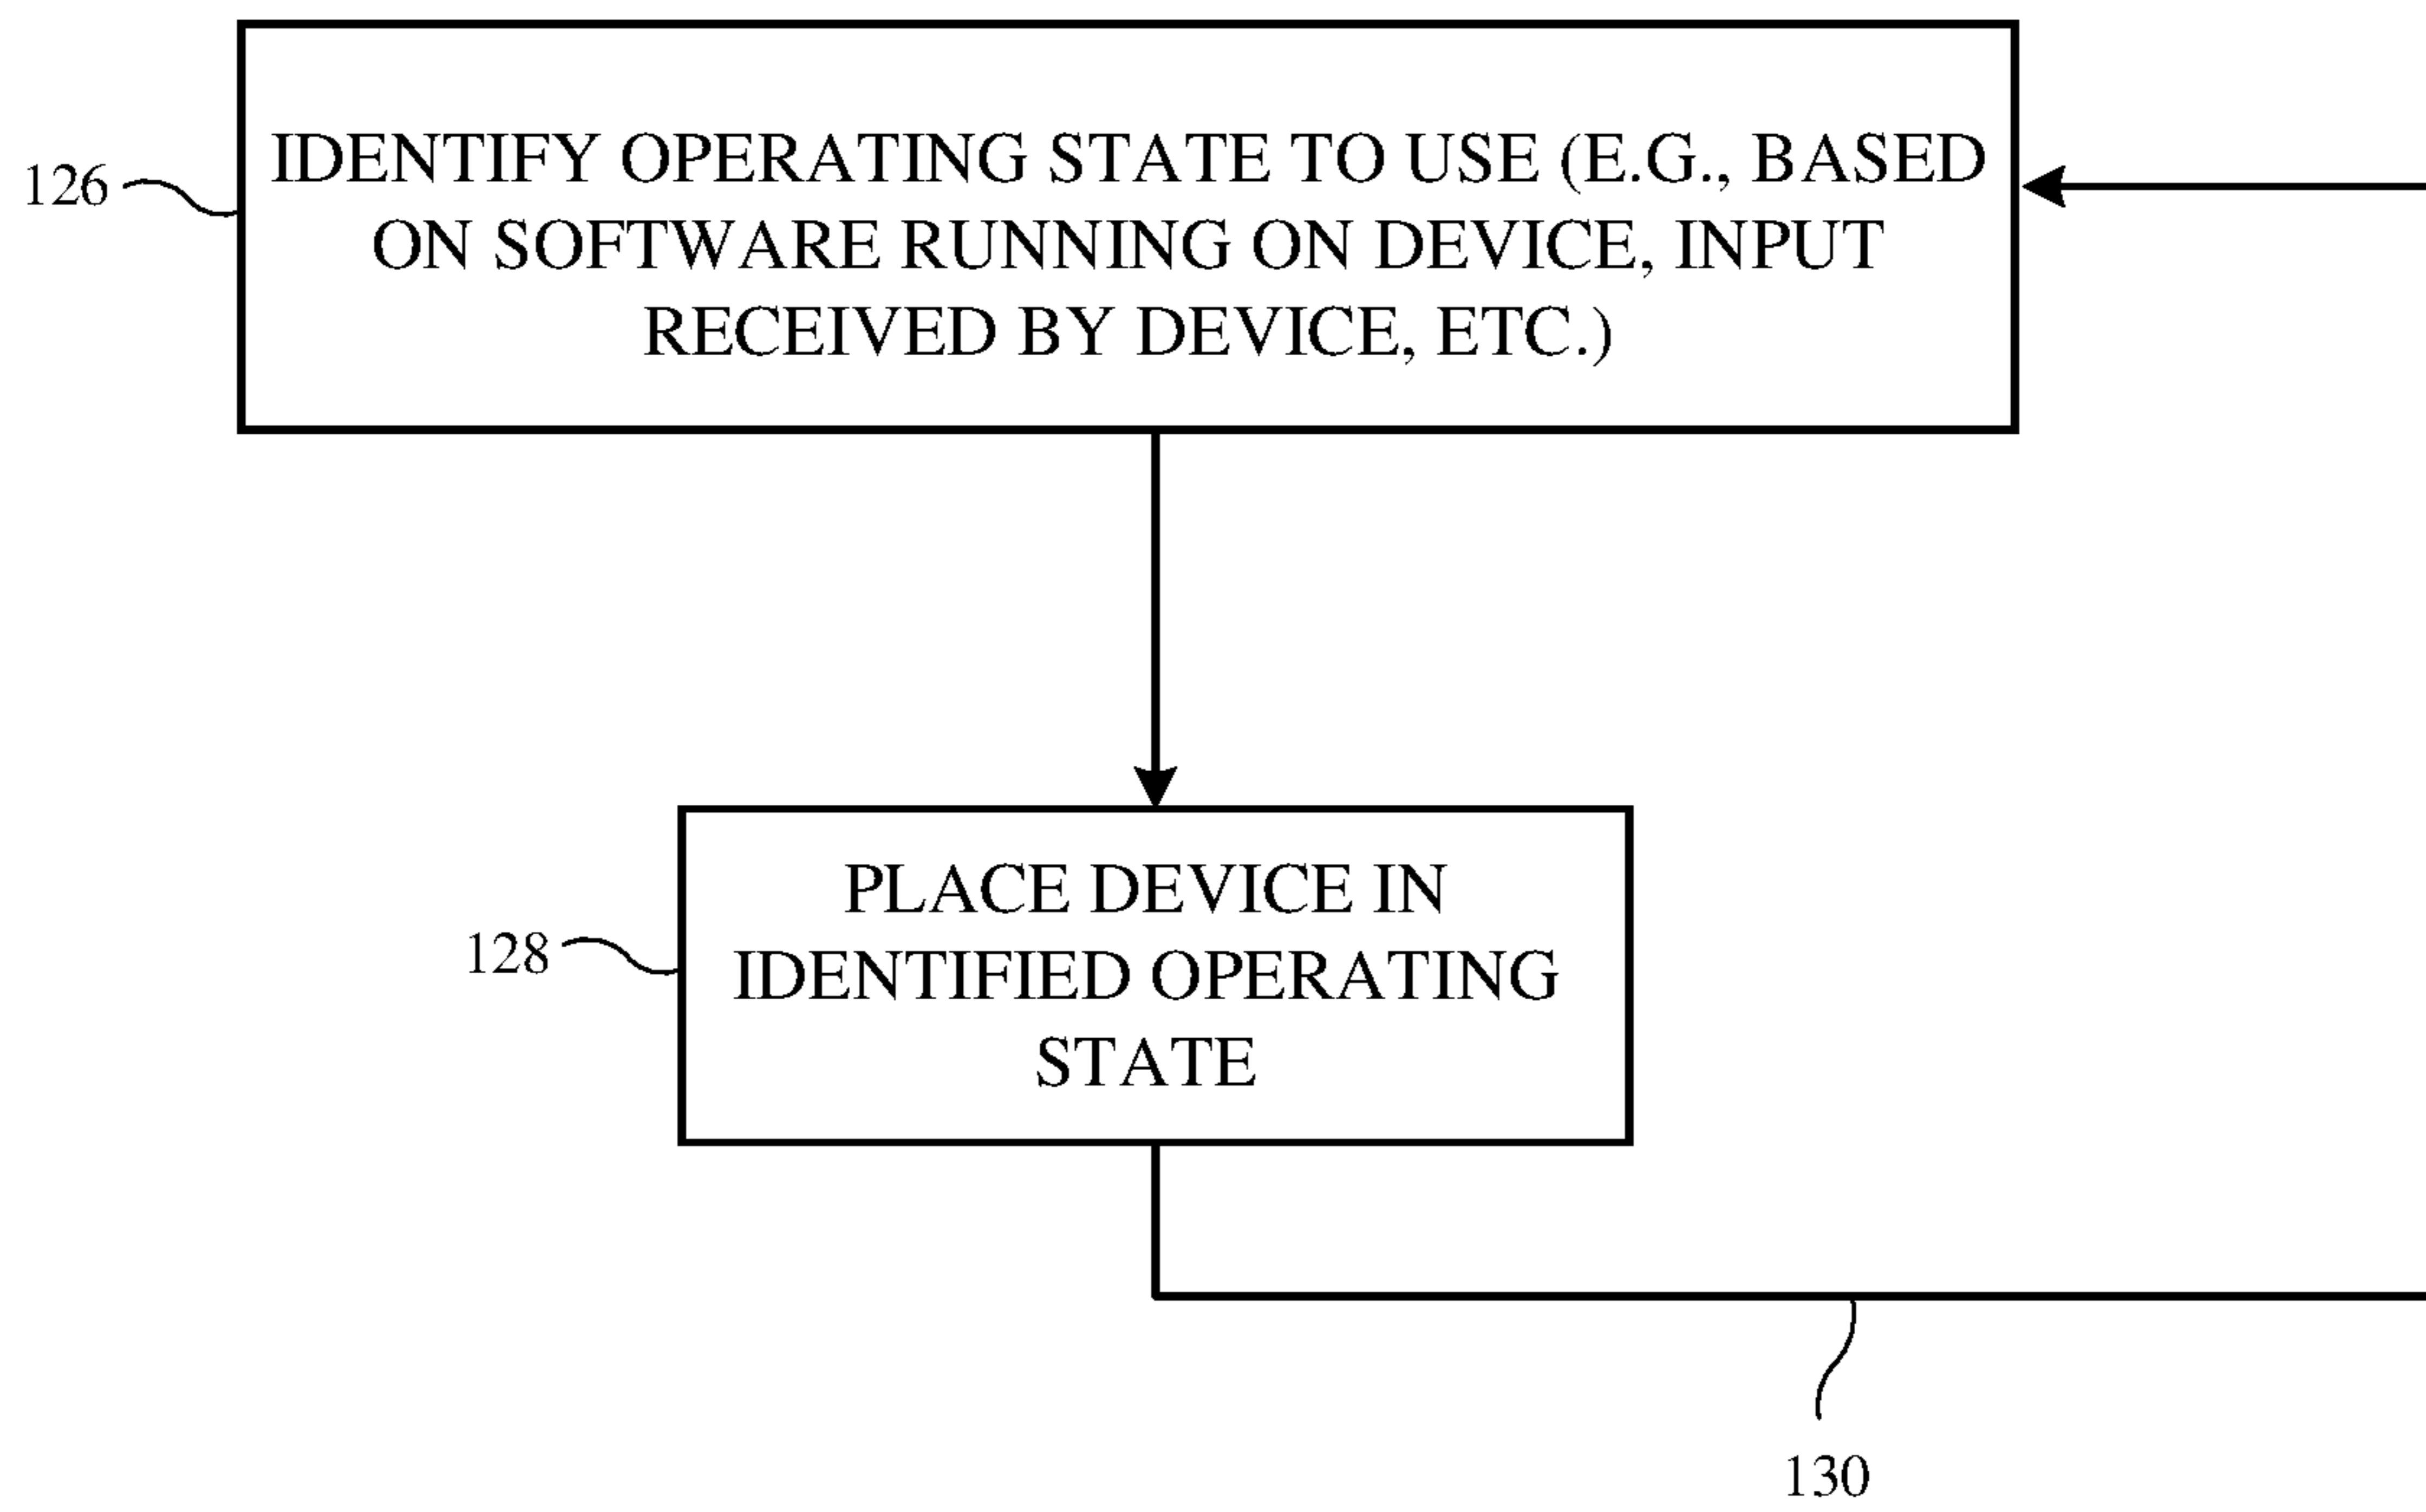 126
IDENTIFY OPERATING STATE TO USE (E.G., BASED
ON SOFTWARE RUNNING ON DEVICE, INPUT
RECEIVED BY DEVICE, ETC.)
128
PLACE DEVICE IN
IDENTIFIED OPERATING
STATE
130